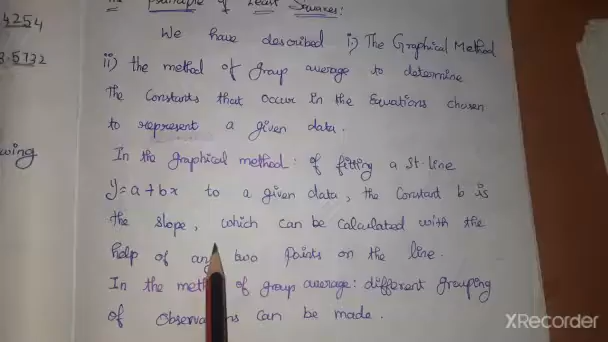 The Principle of Least Squares:
4254
3.5732
We have described i) The Graphical Method
ii) the method of group average to determine
the Constants that occur in the Equations chosen
to represent a given data.
wing
In the graphical method: of fitting a St. line
y = a + bx to a given data, the Constant b is
the slope, which can be calculated with the
help of any two points on the line.
In the method of group average: different grouping
of observations can be made.
XRecorder